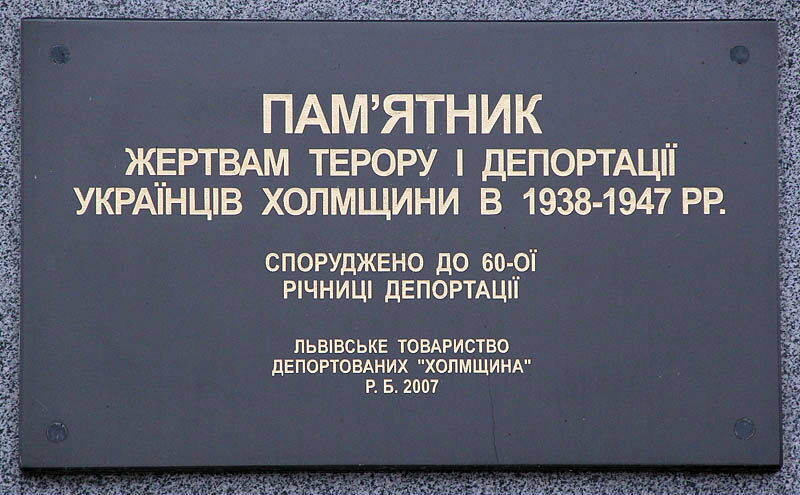 ПАМ’ЯТНИК
ЖЕРТВАМ ТЕРОРУ І ДЕПОРТАЦІЇ
УКРАЇНЦІВ ХОЛМЩИНИ В 1938-1947 РР.
СПОРУДЖЕНО ДО 60-ОЇ
РІЧНИЦІ ДЕПОРТАЦІЇ
ЛЬВІВСЬКЕ ТОВАРИСТВО
ДЕПОРТОВАНИХ "ХОЛМЩИНА"
Р. Б. 2007